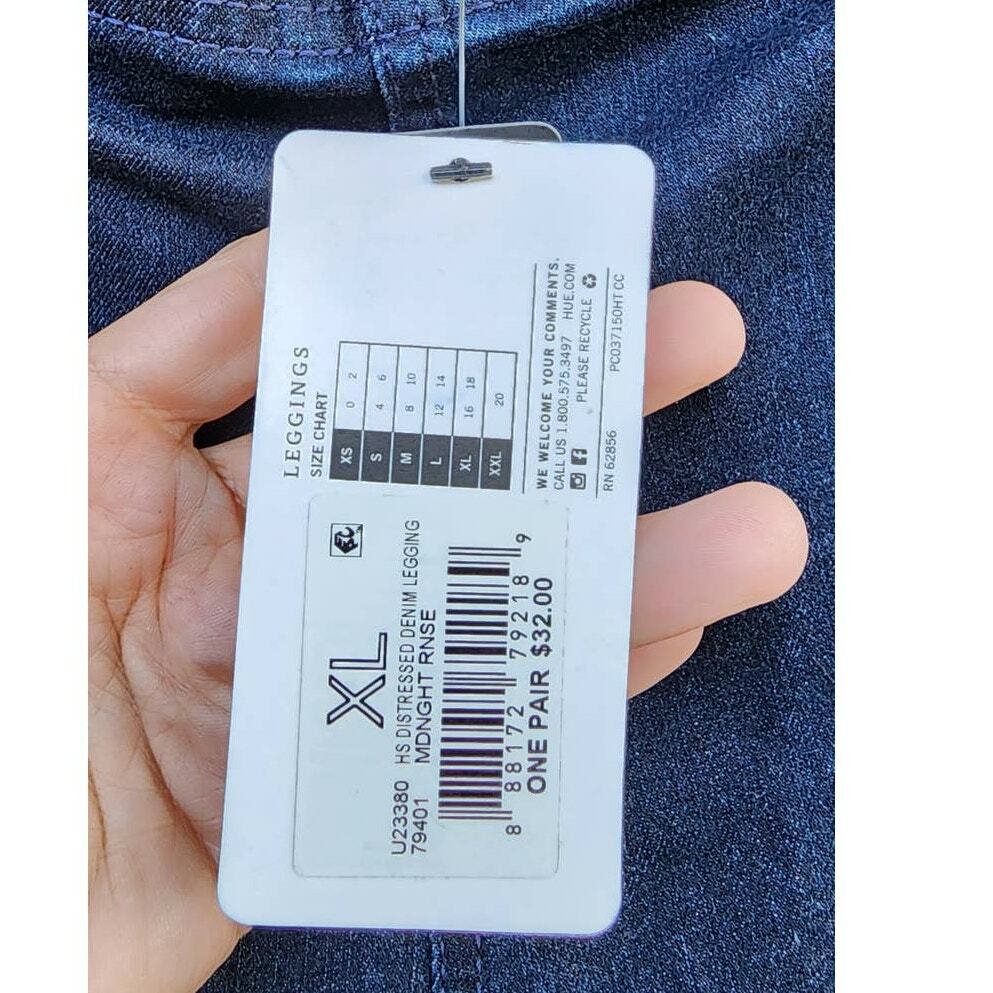 LEGGINGS
SIZE CHART
XS 0 2
S 4 6
M 8 10
L 12 14
XL 16 18
XXL 20
WE WELCOME YOUR COMMENTS.
CALL US 1.800.575.3497 HUE.COM
PLEASE RECYCLE
RN 62856 PC037150HT CC
XL
U23380 HS DISTRESSED DENIM LEGGING
79401 MDNGHT RNSE
8 88172 79218 9
ONE PAIR $32.00